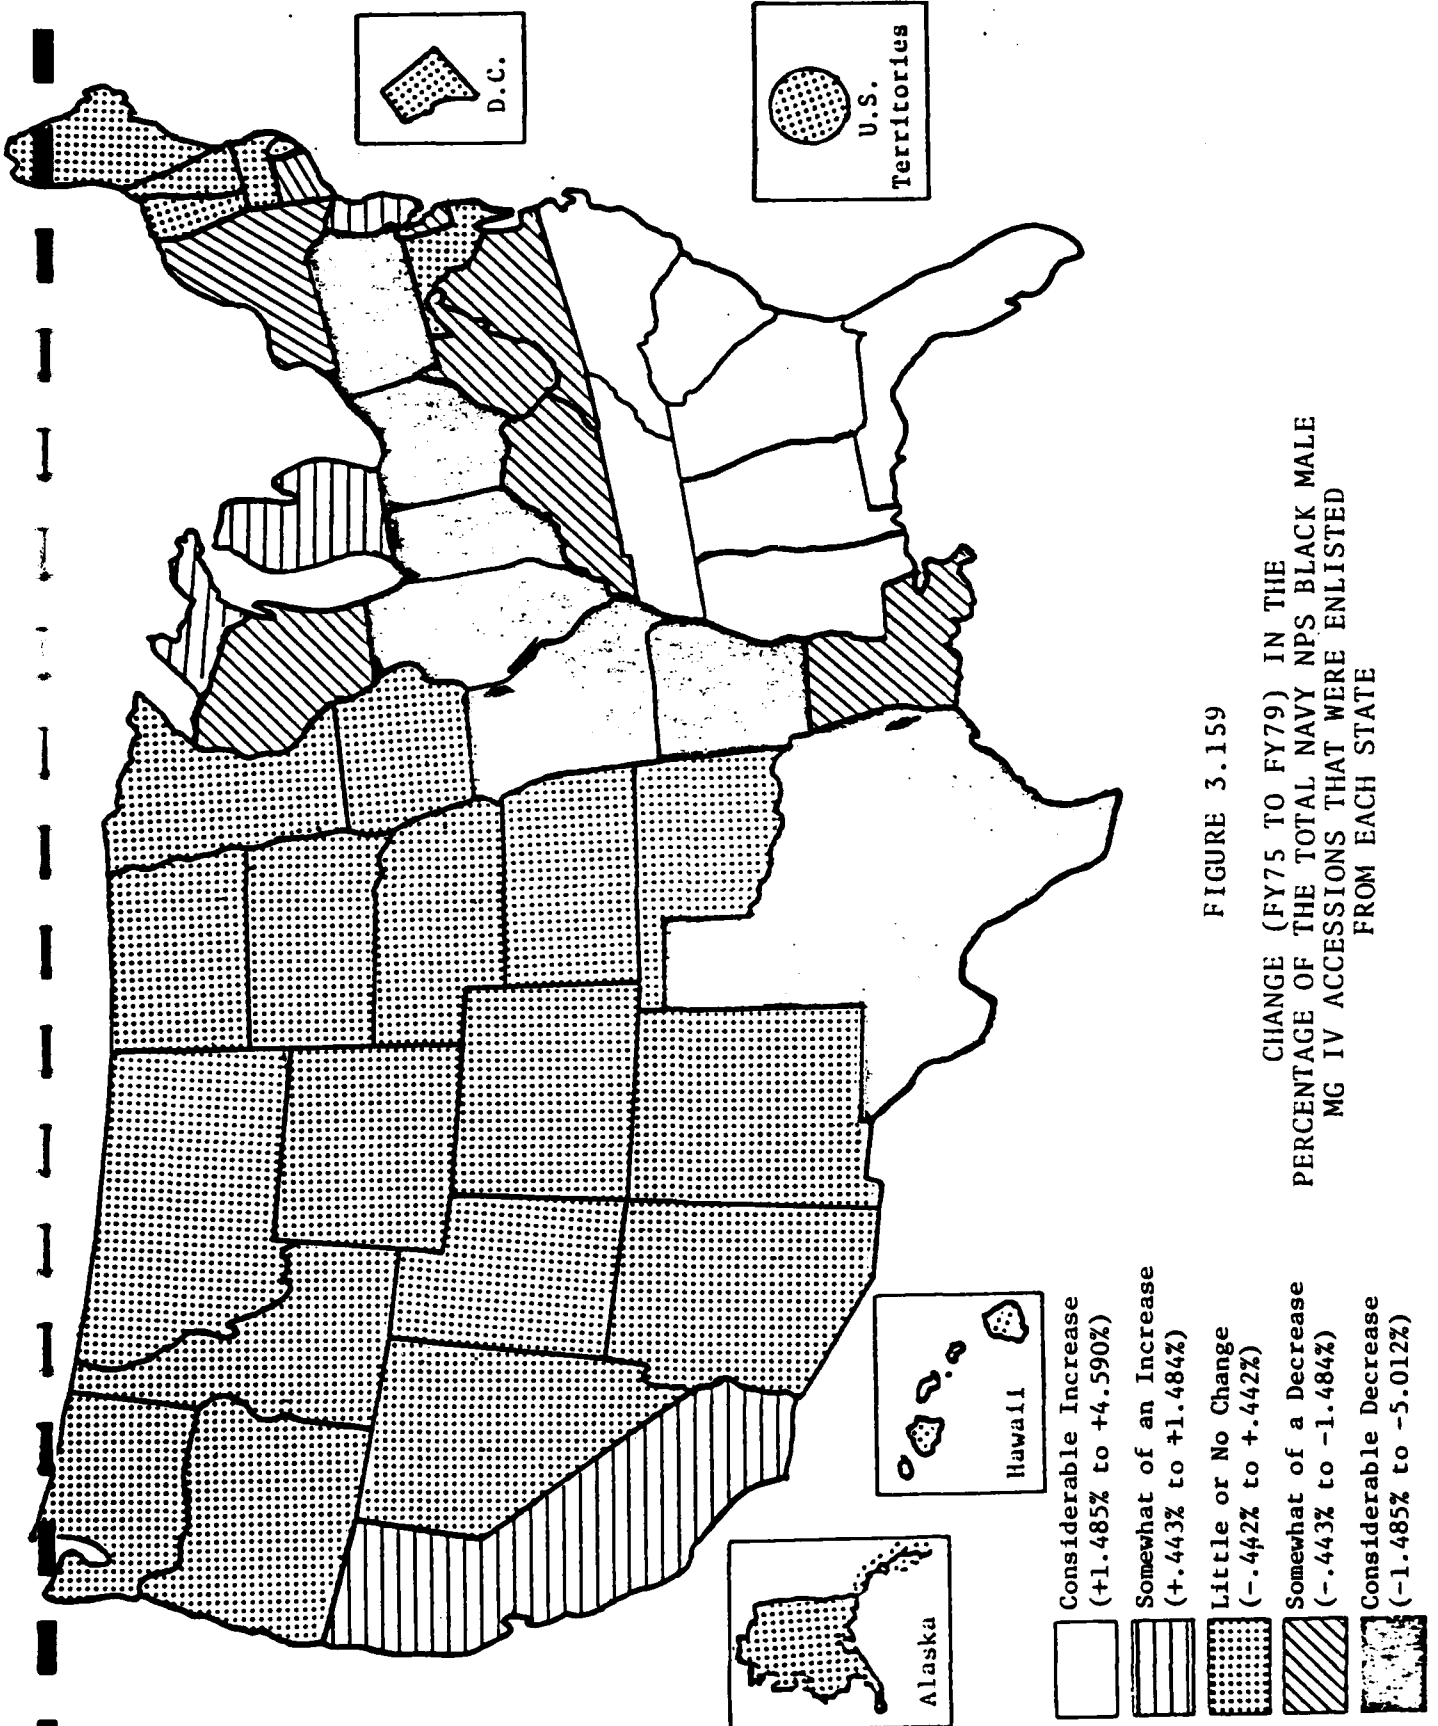 D.C.
U.S.
Territories
Hawaii
Alaska
Considerable Increase
(+1.485% to +4.590%)
Somewhat of an Increase
(+.443% to +1.484%)
Little or No Change
(-.442% to +.442%)
Somewhat of a Decrease
(-.443% to -1.484%)
Considerable Decrease
(-1.485% to -5.012%)
FIGURE 3.159
CHANGE (FY75 TO FY79) IN THE
PERCENTAGE OF THE TOTAL NAVY NPS BLACK MALE
MG IV ACCESSIONS THAT WERE ENLISTED
FROM EACH STATE